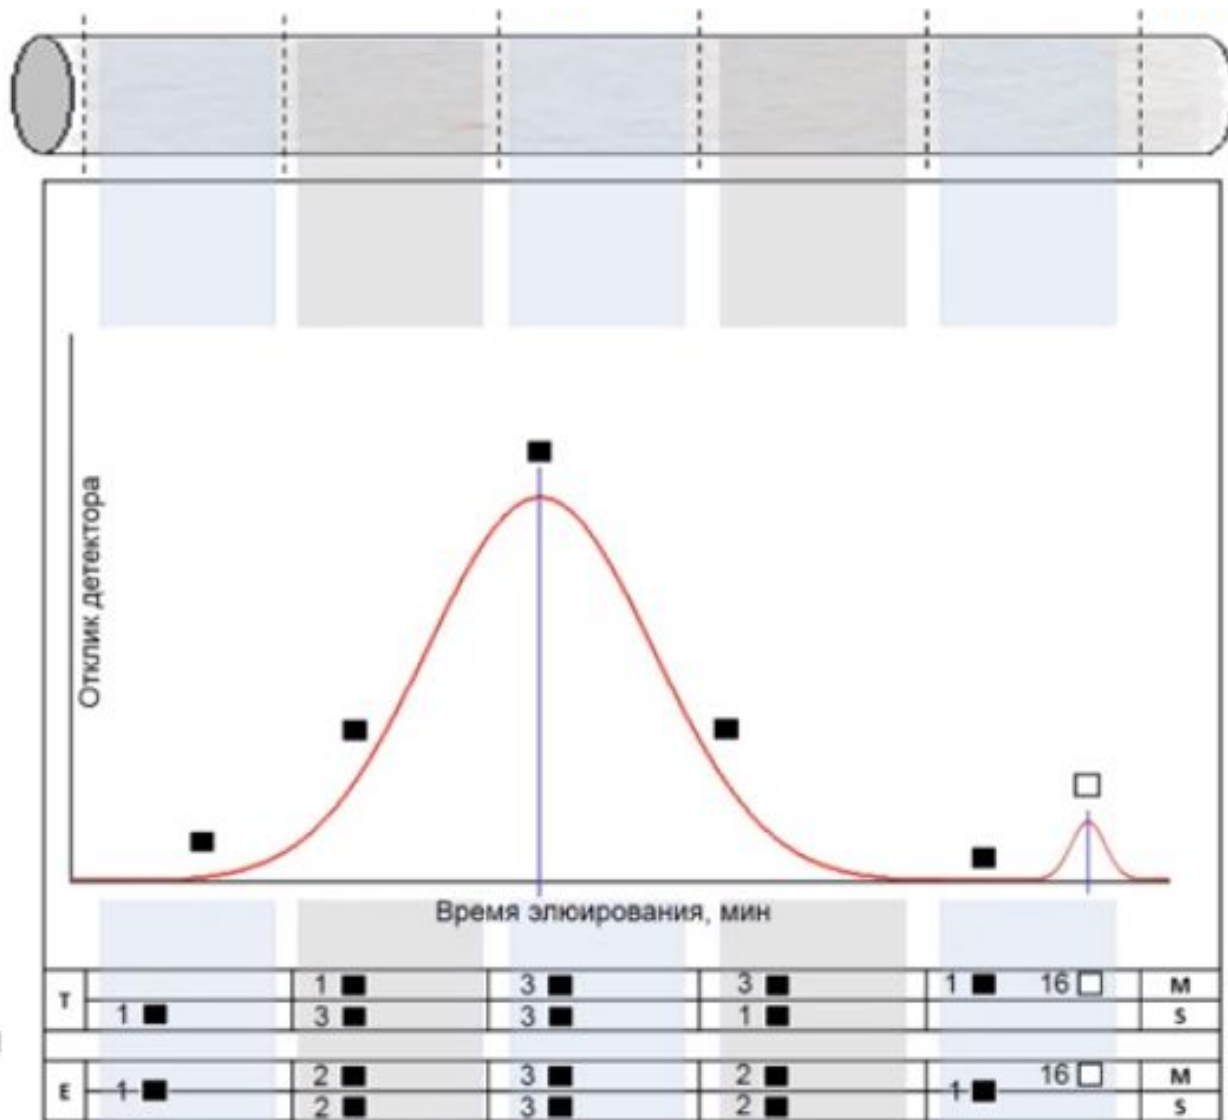 Отклик детектора
Время элюирования, мин
T
1 3 3 1 16 M
1 3 3 1 S
E
1 2 3 2 1 16 M
2 3 2 S